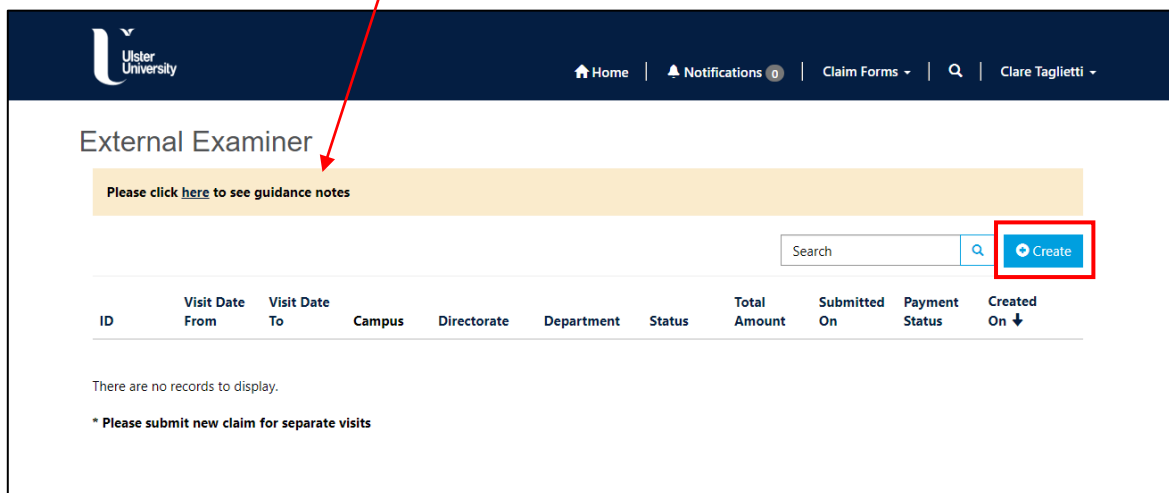 Ulster
University
Home
Notifications 0
Claim Forms
Clare Taglietti
External Examiner
Please click here to see guidance notes
Search
Create
ID
Visit Date From
Visit Date To
Campus
Directorate
Department
Status
Total Amount
Submitted On
Payment Status
Created On
There are no records to display.
* Please submit new claim for separate visits